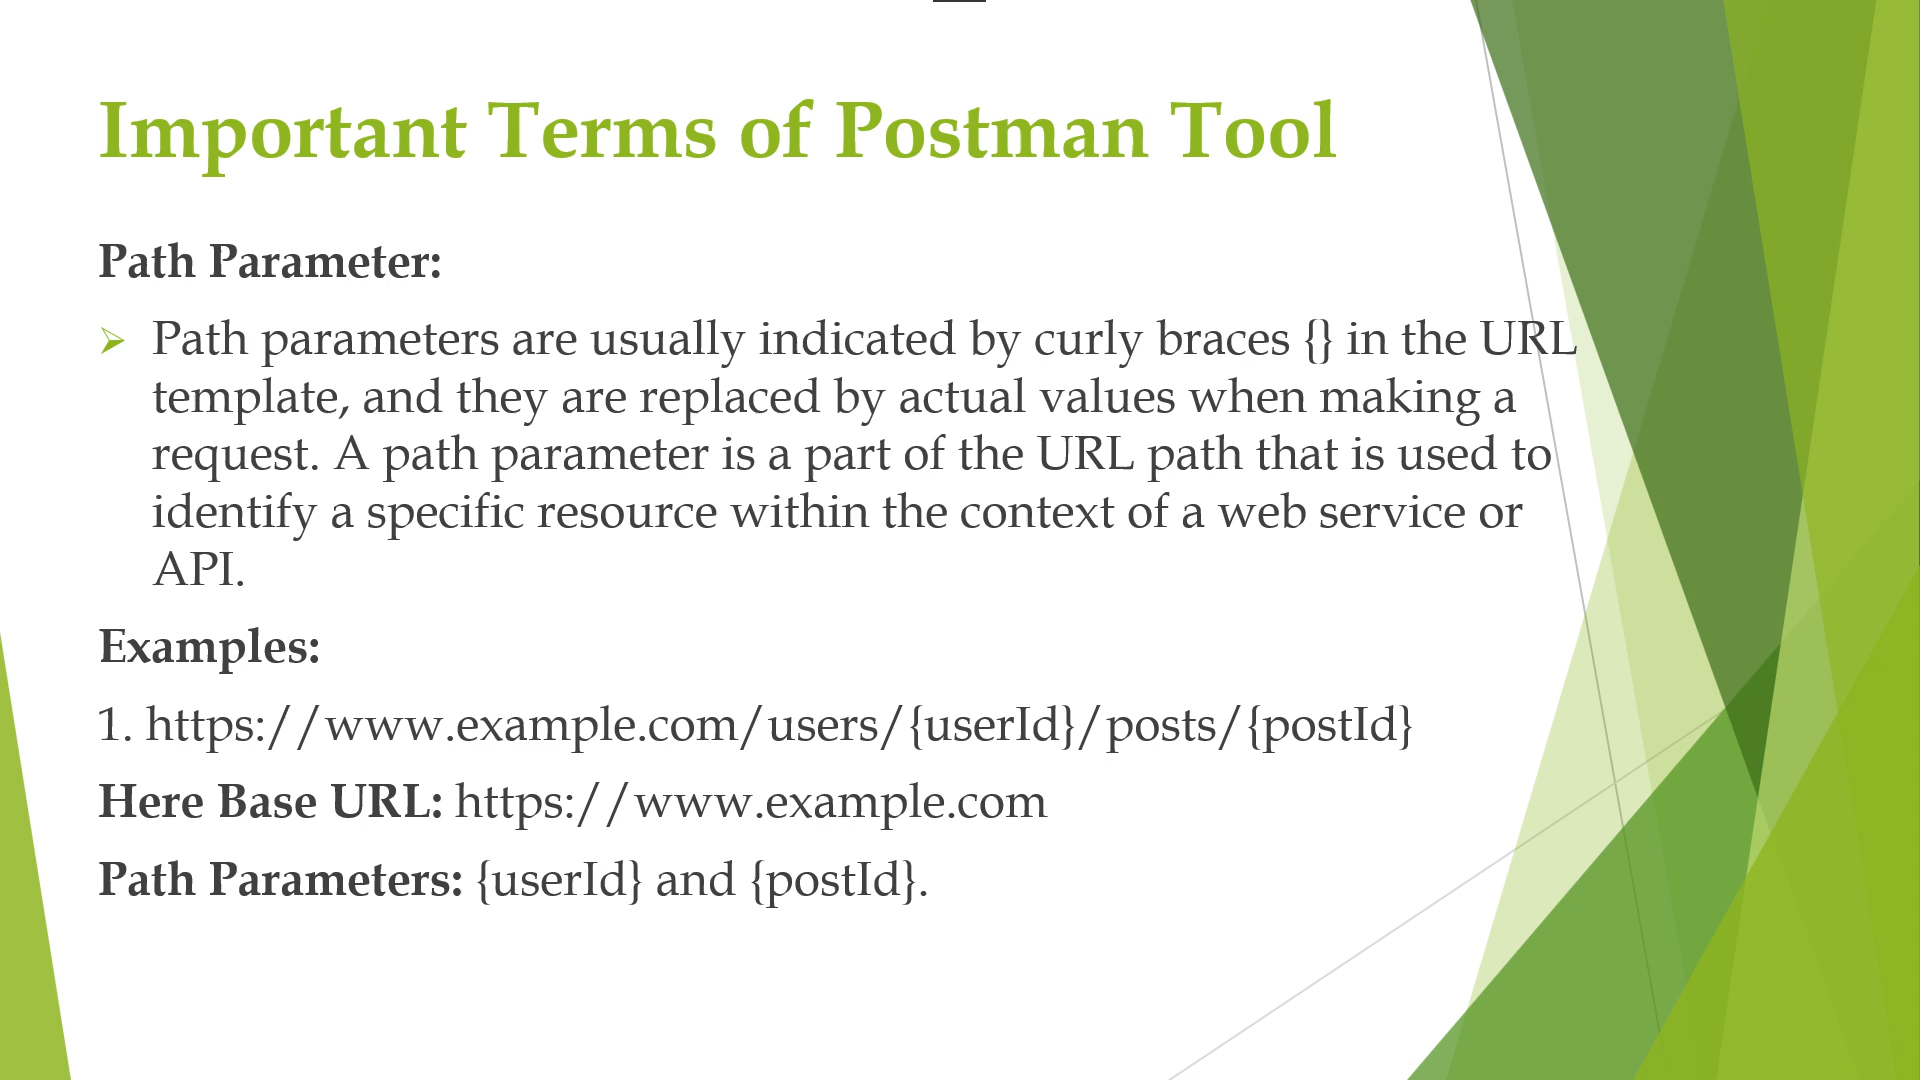 Important Terms of Postman Tool
Path Parameter:
Path parameters are usually indicated by curly braces {} in the URL
template, and they are replaced by actual values when making a
request. A path parameter is a part of the URL path that is used to
identify a specific resource within the context of a web service or
API.
Examples:
1. https://www.example.com/users/{userId}/posts/{postId}
Here Base URL: https://www.example.com
Path Parameters: {userId} and {postId}.